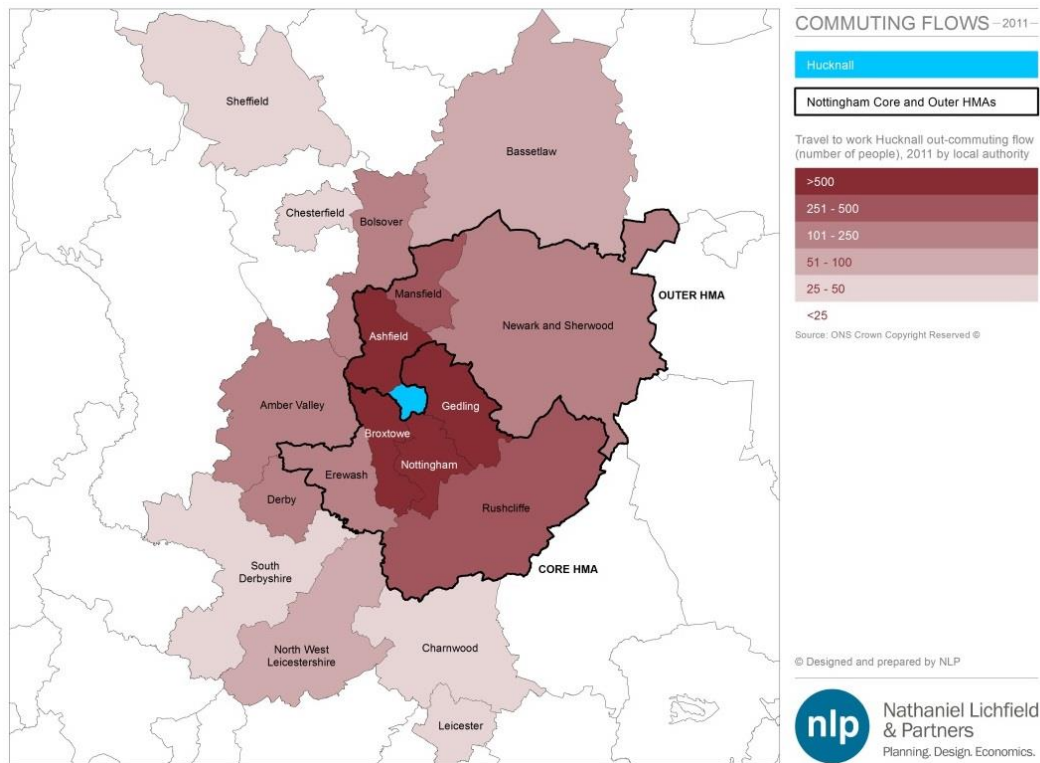 COMMUTING FLOWS – 2011 –
Hucknall
Nottingham Core and Outer HMAs
Travel to work Hucknall out-commuting flow
(number of people), 2011 by local authority
>500
251 - 500
101 - 250
51 - 100
25 - 50
<25
Source: ONS Crown Copyright Reserved ©
Sheffield
Bassetlaw
Chesterfield
Bolsover
Mansfield
OUTER HMA
Newark and Sherwood
Ashfield
Amber Valley
Gedling
Broxtowe
Nottingham
Erewash
Derby
Rushcliffe
South
Derbyshire
CORE HMA
North West
Leicestershire
Charnwood
Leicester
© Designed and prepared by NLP
nlp
Nathaniel Lichfield
& Partners
Planning. Design. Economics.